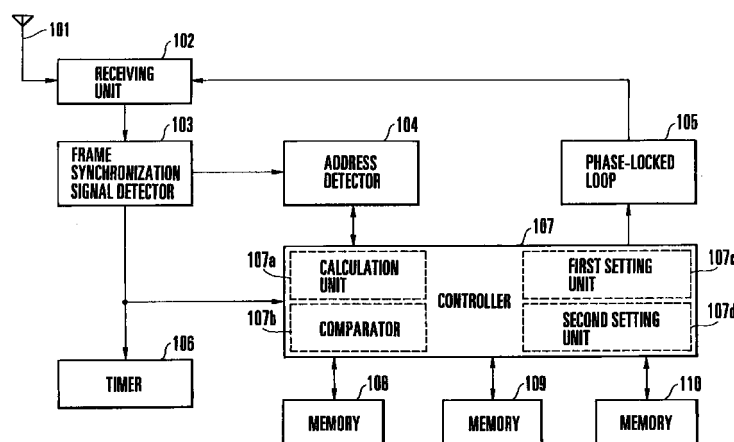 101
102
RECEIVING
UNIT
103
FRAME
SYNCHRONIZATION
SIGNAL DETECTOR
104
ADDRESS
DETECTOR
105
PHASE-LOCKED
LOOP
107
107a
CALCULATION
UNIT
107b
COMPARATOR
CONTROLLER
FIRST SETTING
UNIT
107c
SECOND SETTING
UNIT
107d
106
TIMER
108
MEMORY
109
MEMORY
110
MEMORY